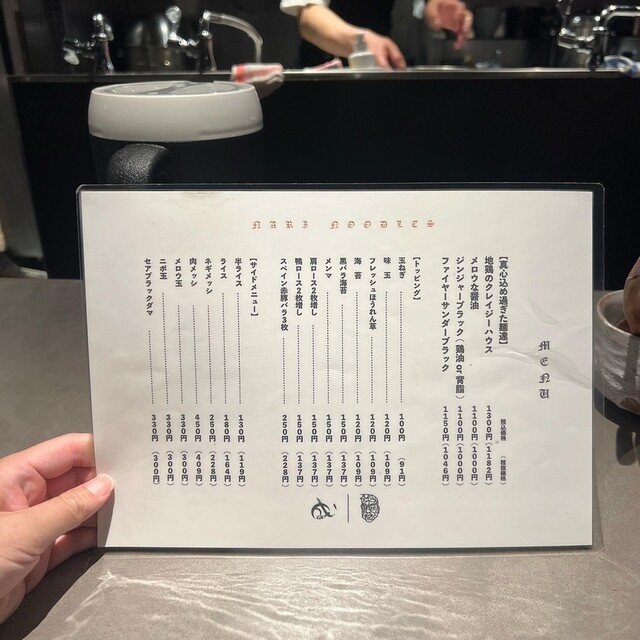 NARI NOODLES
MENU
税込価格 (税抜価格)
【真心込め過ぎた麺達】
地鶏のクレイジーハウス 1300円(1182円)
メロウな醤油 1100円(1000円)
ジンジャーブラック(鶏油or背脂) 1100円(1000円)
ファイヤーサンダーブラック 1150円(1046円)
【トッピング】
玉ねぎ 100円(91円)
味玉 120円(109円)
フレッシュほうれん草 120円(109円)
海苔 120円(109円)
黒バラ海苔 150円(137円)
メンマ 150円(137円)
肩ロース2枚増し 150円(137円)
鴨ロース2枚増し 150円(137円)
スペイン赤豚バラ3枚 250円(228円)
【サイドメニュー】
半ライス 130円(119円)
ライス 180円(164円)
ネギメッシ 250円(228円)
肉メッシ 450円(409円)
メロウ玉 330円(300円)
ニボ玉 330円(300円)
セアブラックダマ 330円(300円)